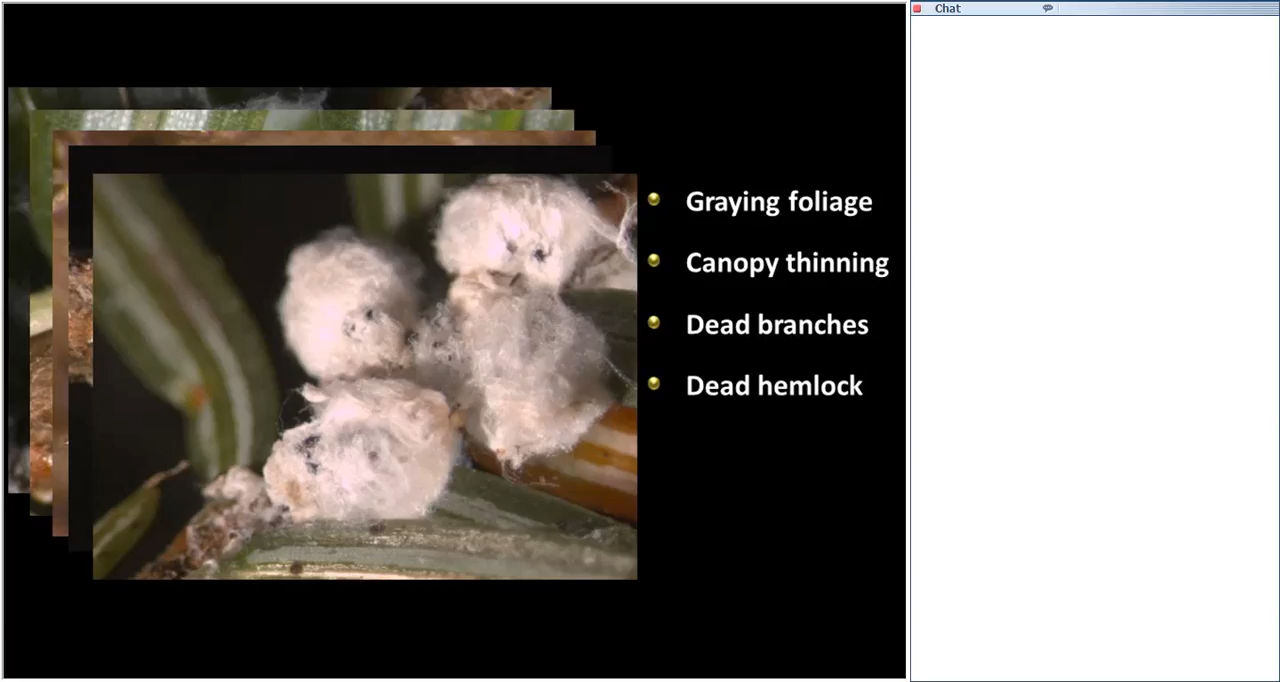 Chat
Graying foliage
Canopy thinning
Dead branches
Dead hemlock